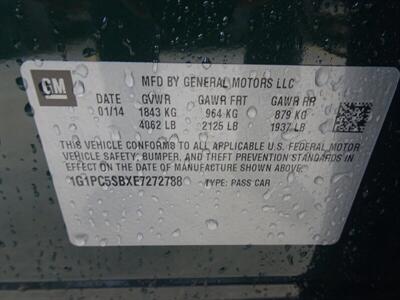 GM
MFD BY GENERAL MOTORS LLC
01/14 GVWR GAWR FRT GAWR RR
1843 KG 964 KG 879 KG
4062 LB 2125 LB 1937 LB
THIS VEHICLE CONFORMS TO ALL APPLICABLE U.S. FEDERAL MOTOR
VEHICLE SAFETY, BUMPER, AND THEFT PREVENTION STANDARDS IN
EFFECT ON THE DATE OF MANUFACTURE SHOWN ABOVE.
1G1PC5SBXE7272788 TYPE: PASS CAR